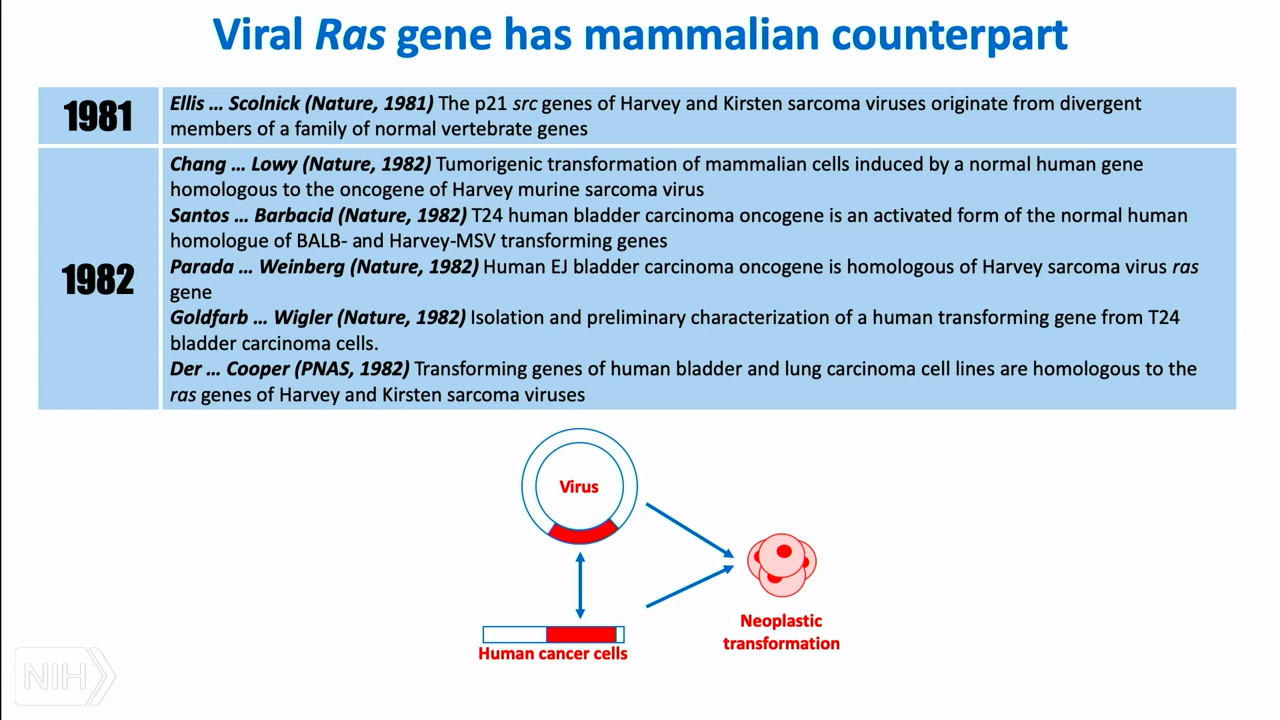 Viral Ras gene has mammalian counterpart
1981
Ellis … Scolnick (Nature, 1981) The p21 src genes of Harvey and Kirsten sarcoma viruses originate from divergent
members of a family of normal vertebrate genes
1982
Chang … Lowy (Nature, 1982) Tumorigenic transformation of mammalian cells induced by a normal human gene
homologous to the oncogene of Harvey murine sarcoma virus
Santos … Barbacid (Nature, 1982) T24 human bladder carcinoma oncogene is an activated form of the normal human
homologue of BALB- and Harvey-MSV transforming genes
Parada … Weinberg (Nature, 1982) Human EJ bladder carcinoma oncogene is homologous of Harvey sarcoma virus ras
gene
Goldfarb … Wigler (Nature, 1982) Isolation and preliminary characterization of a human transforming gene from T24
bladder carcinoma cells.
Der … Cooper (PNAS, 1982) Transforming genes of human bladder and lung carcinoma cell lines are homologous to the
ras genes of Harvey and Kirsten sarcoma viruses
Virus
Human cancer cells
Neoplastic
transformation
NIH